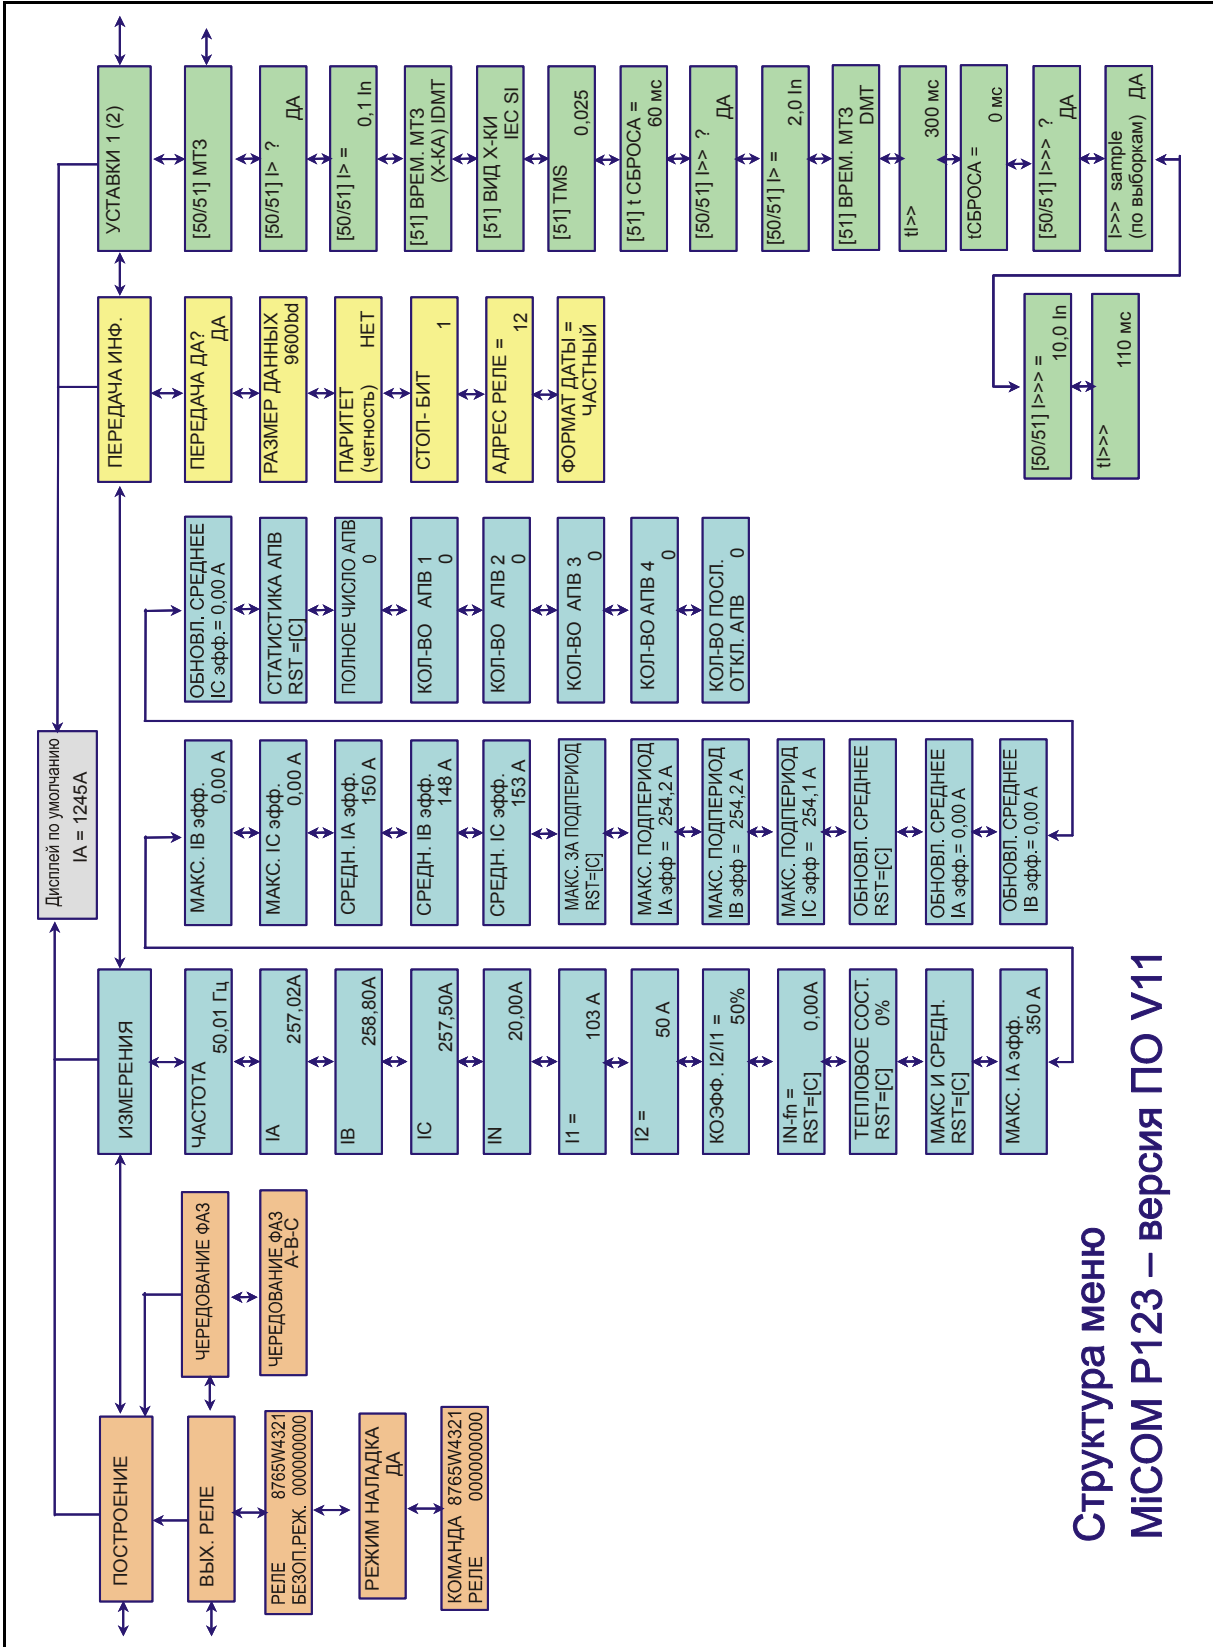 Дисплей по умолчанию
IA = 1245A
ПОСТРОЕНИЕ
ВЫХ. РЕЛЕ
РЕЛЕ 8765W4321
БЕЗОП.РЕЖ. 000000000
РЕЖИМ НАЛАДКА
ДА
КОМАНДА 8765W4321
РЕЛЕ 000000000
ЧЕРЕДОВАНИЕ ФАЗ
ЧЕРЕДОВАНИЕ ФАЗ
A-B-C
ИЗМЕРЕНИЯ
ЧАСТОТА
50,01 Гц
IA
257,02A
IB
258,80A
IC
257,50A
IN
20,00A
I1 =
103 A
I2 =
50 A
КОЭФФ. I2/I1 =
50%
IN-fn =
RST=[C] 0,00A
ТЕПЛОВОЕ СОСТ.
RST=[C] 0%
МАКС И СРЕДН.
RST=[C]
МАКС. IA эфф.
350 A
МАКС. IB эфф.
0,00 A
МАКС. IC эфф.
0,00 A
СРЕДН. IA эфф.
150 A
СРЕДН. IB эфф.
148 A
СРЕДН. IC эфф.
153 A
МАКС. ЗА ПОДПЕРИОД
RST=[C]
МАКС. ПОДПЕРИОД
IA эфф = 254,2 A
МАКС. ПОДПЕРИОД
IB эфф = 254,2 A
МАКС. ПОДПЕРИОД
IC эфф = 254,1 A
ОБНОВЛ. СРЕДНЕЕ
RST=[C]
ОБНОВЛ. СРЕДНЕЕ
IA эфф.= 0,00 A
ОБНОВЛ. СРЕДНЕЕ
IB эфф.= 0,00 A
ОБНОВЛ. СРЕДНЕЕ
IC эфф.= 0,00 A
СТАТИСТИКА АПВ
RST =[C]
ПОЛНОЕ ЧИСЛО АПВ
0
КОЛ-ВО АПВ 1
0
КОЛ-ВО АПВ 2
0
КОЛ-ВО АПВ 3
0
КОЛ-ВО АПВ 4
0
КОЛ-ВО ПОСЛ.
ОТКЛ. АПВ 0
ПЕРЕДАЧА ИНФ.
ПЕРЕДАЧА ДА?
ДА
РАЗМЕР ДАННЫХ
9600bd
ПАРИТЕТ
(четность) НЕТ
СТОП- БИТ
1
АДРЕС РЕЛЕ =
12
ФОРМАТ ДАТЫ =
ЧАСТНЫЙ
УСТАВКИ 1 (2)
[50/51] МТЗ
[50/51] I> ?
ДА
[50/51] I> =
0,1 In
[51] ВРЕМ. МТЗ
(Х-КА) IDMT
[51] ВИД Х-КИ
IEC SI
[51] TMS
0,025
[51] t СБРОСА =
60 мс
[50/51] I>> ?
ДА
[50/51] I> =
2,0 In
[51] ВРЕМ. МТЗ
DMT
tI>>
300 мс
tСБРОСА =
0 мс
[50/51] I>>> ?
ДА
I>>> sample
(по выборкам) ДА
[50/51] I>>> =
10,0 In
tI>>>
110 мс
Структура меню
MiCOM P123 – версия ПО V11